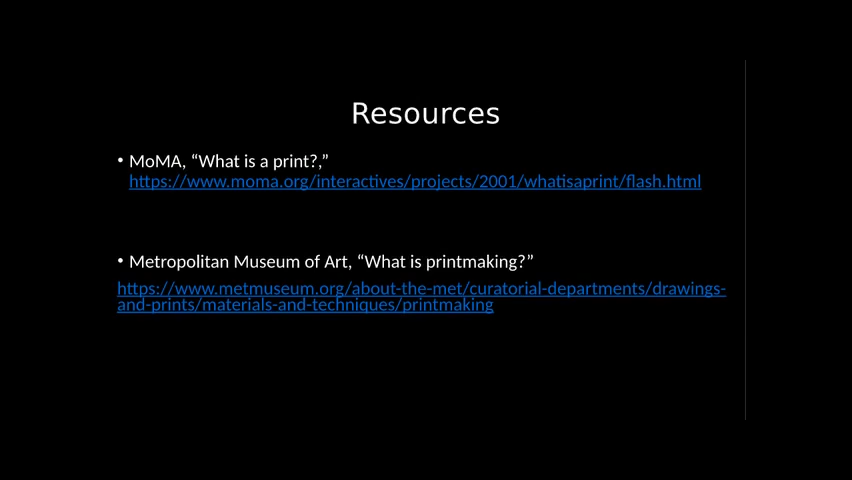 Resources
• MoMA, “What is a print?,”
https://www.moma.org/interactives/projects/2001/whatisaprint/flash.html
• Metropolitan Museum of Art, “What is printmaking?”
https://www.metmuseum.org/about-the-met/curatorial-departments/drawings-
and-prints/materials-and-techniques/printmaking